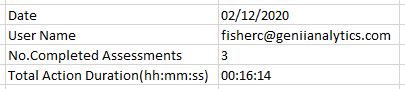 Date 02/12/2020
User Name fisherc@geniianalytics.com
No.Completed Assessments 3
Total Action Duration(hh:mm:ss) 00:16:14